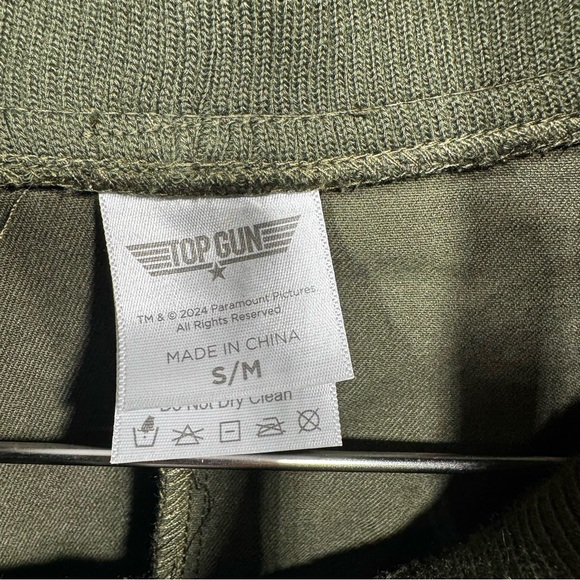 TOP GUN
TM & © 2024 Paramount Pictures.
All Rights Reserved.
MADE IN CHINA
S/M
Do Not Dry Clean